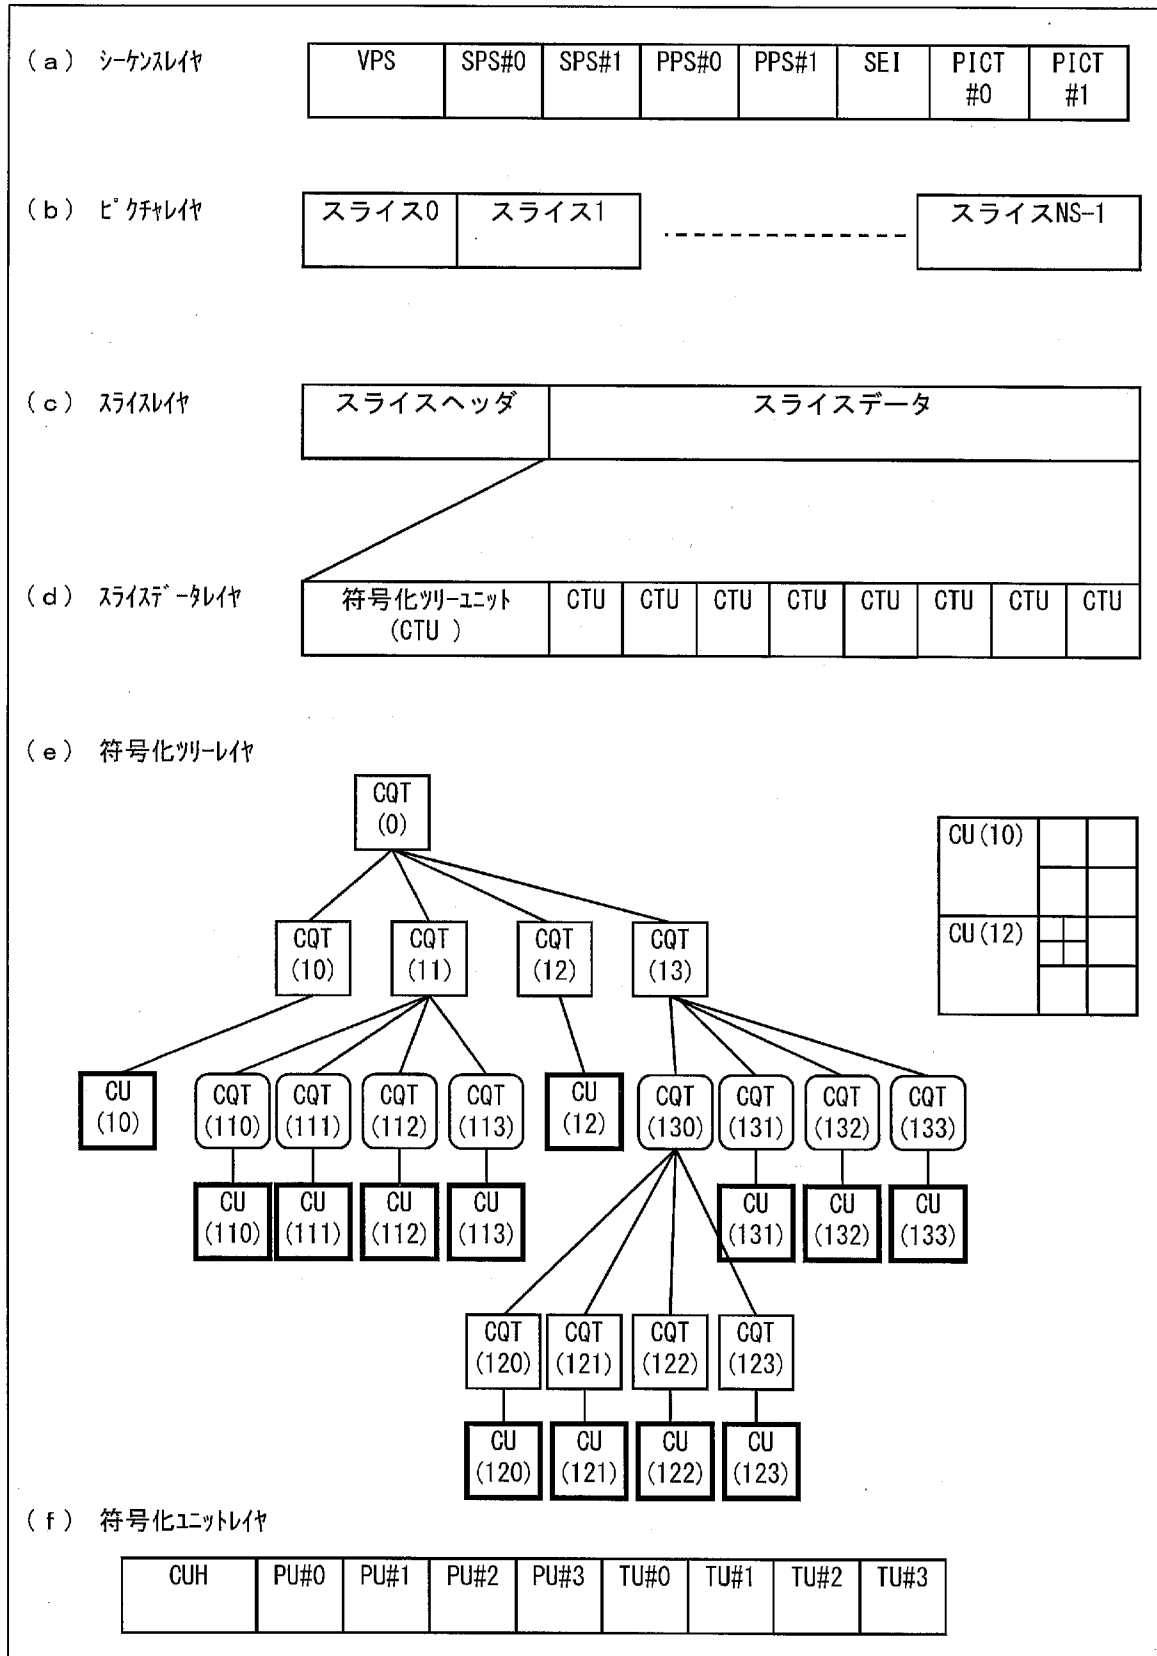 (a) シーケンスレイヤ
VPS SPS#0 SPS#1 PPS#0 PPS#1 SEI PICT PICT
#0 #1
(b) ピクチャレイヤ
スライス0 スライス1 スライスNS-1
(c) スライスレイヤ
スライスヘッダ スライスデータ
(d) スライスデータレイヤ
符号化ツリーユニット CTU CTU CTU CTU CTU CTU CTU CTU
(CTU )
(e) 符号化ツリーレイヤ
CQT
(0)
CU(10)
CU(12)
CQT CQT CQT CQT
(10) (11) (12) (13)
CU CQT CQT CQT CQT CU CQT CQT CQT CQT
(10) (110) (111) (112) (113) (12) (130) (131) (132) (133)
CU CU CU CU CU CU CU
(110) (111) (112) (113) (131) (132) (133)
CQT CQT CQT CQT
(120) (121) (122) (123)
CU CU CU CU
(120) (121) (122) (123)
(f) 符号化ユニットレイヤ
CUH PU#0 PU#1 PU#2 PU#3 TU#0 TU#1 TU#2 TU#3